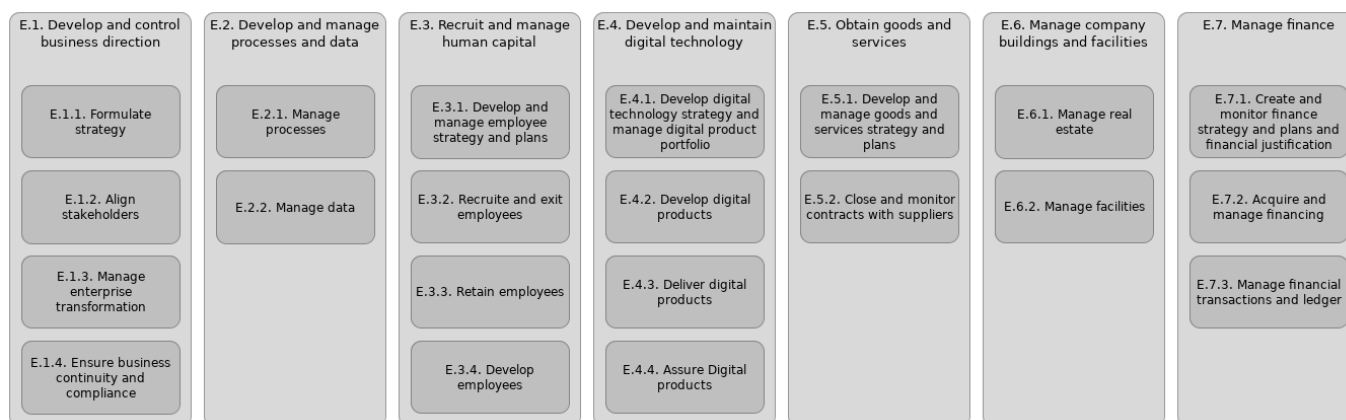 E.1. Develop and control
business direction
E.1.1. Formulate
strategy
E.1.2. Align
stakeholders
E.1.3. Manage
enterprise
transformation
E.1.4. Ensure business
continuity and
compliance
E.2. Develop and manage
processes and data
E.2.1. Manage
processes
E.2.2. Manage data
E.3. Recruit and manage
human capital
E.3.1. Develop and
manage employee
strategy and plans
E.3.2. Recruite and exit
employees
E.3.3. Retain employees
E.3.4. Develop
employees
E.4. Develop and maintain
digital technology
E.4.1. Develop digital
technology strategy and
manage digital product
portfolio
E.4.2. Develop digital
products
E.4.3. Deliver digital
products
E.4.4. Assure Digital
products
E.5. Obtain goods and
services
E.5.1. Develop and
manage goods and
services strategy and
plans
E.5.2. Close and monitor
contracts with suppliers
E.6. Manage company
buildings and facilities
E.6.1. Manage real
estate
E.6.2. Manage facilities
E.7. Manage finance
E.7.1. Create and
monitor finance
strategy and plans and
financial justification
E.7.2. Acquire and
manage financing
E.7.3. Manage financial
transactions and ledger